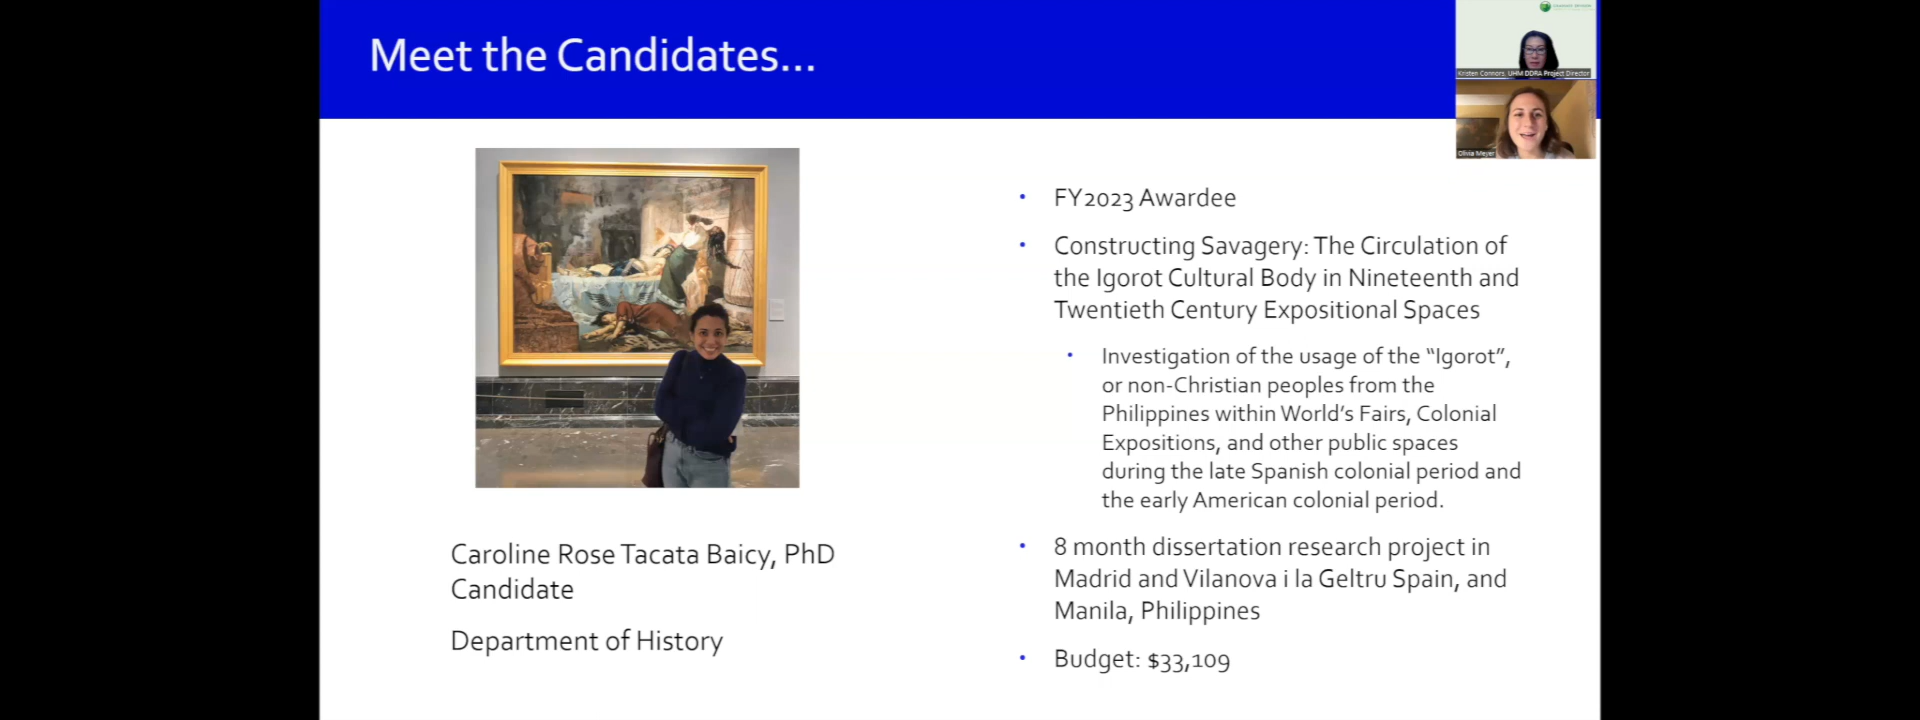 Meet the Candidates...
Kristen Connors, UHM DDRA Project Director
Olivia Meyer
FY2023 Awardee
Constructing Savagery: The Circulation of
the Igorot Cultural Body in Nineteenth and
Twentieth Century Expositional Spaces
Investigation of the usage of the “Igorot”,
or non-Christian peoples from the
Philippines within World’s Fairs, Colonial
Expositions, and other public spaces
during the late Spanish colonial period and
the early American colonial period.
8 month dissertation research project in
Madrid and Vilanova i la Geltru Spain, and
Manila, Philippines
Budget: $33,109
Caroline Rose Tacata Baicy, PhD
Candidate
Department of History